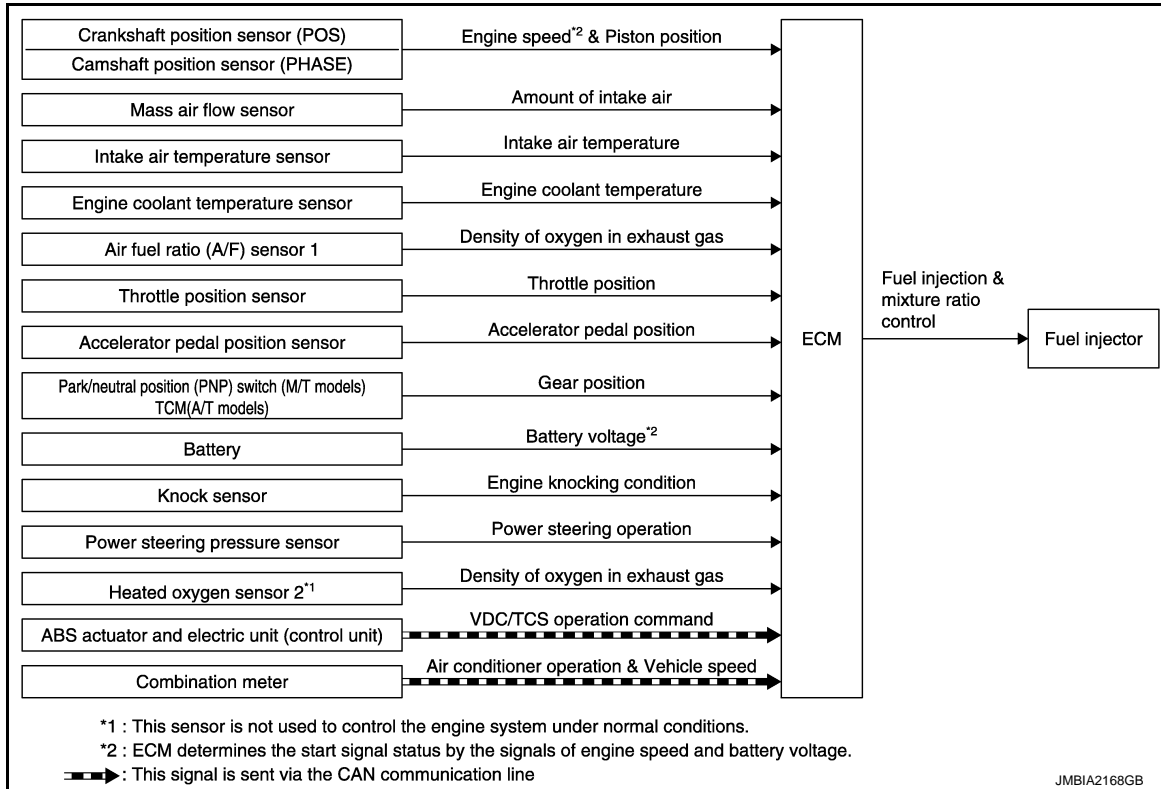 Crankshaft position sensor (POS)
Engine speed*2 & Piston position
Camshaft position sensor (PHASE)
Mass air flow sensor
Amount of intake air
Intake air temperature sensor
Intake air temperature
Engine coolant temperature sensor
Engine coolant temperature
Air fuel ratio (A/F) sensor 1
Density of oxygen in exhaust gas
Throttle position sensor
Throttle position
Accelerator pedal position sensor
Accelerator pedal position
Park/neutral position (PNP) switch (M/T models)
TCM(A/T models)
Gear position
Battery
Battery voltage*2
Knock sensor
Engine knocking condition
Power steering pressure sensor
Power steering operation
Heated oxygen sensor 2*1
Density of oxygen in exhaust gas
ABS actuator and electric unit (control unit)
VDC/TCS operation command
Combination meter
Air conditioner operation & Vehicle speed
ECM
Fuel injection &
mixture ratio
control
Fuel injector
*1 : This sensor is not used to control the engine system under normal conditions.
*2 : ECM determines the start signal status by the signals of engine speed and battery voltage.
: This signal is sent via the CAN communication line
JMBIA2168GB